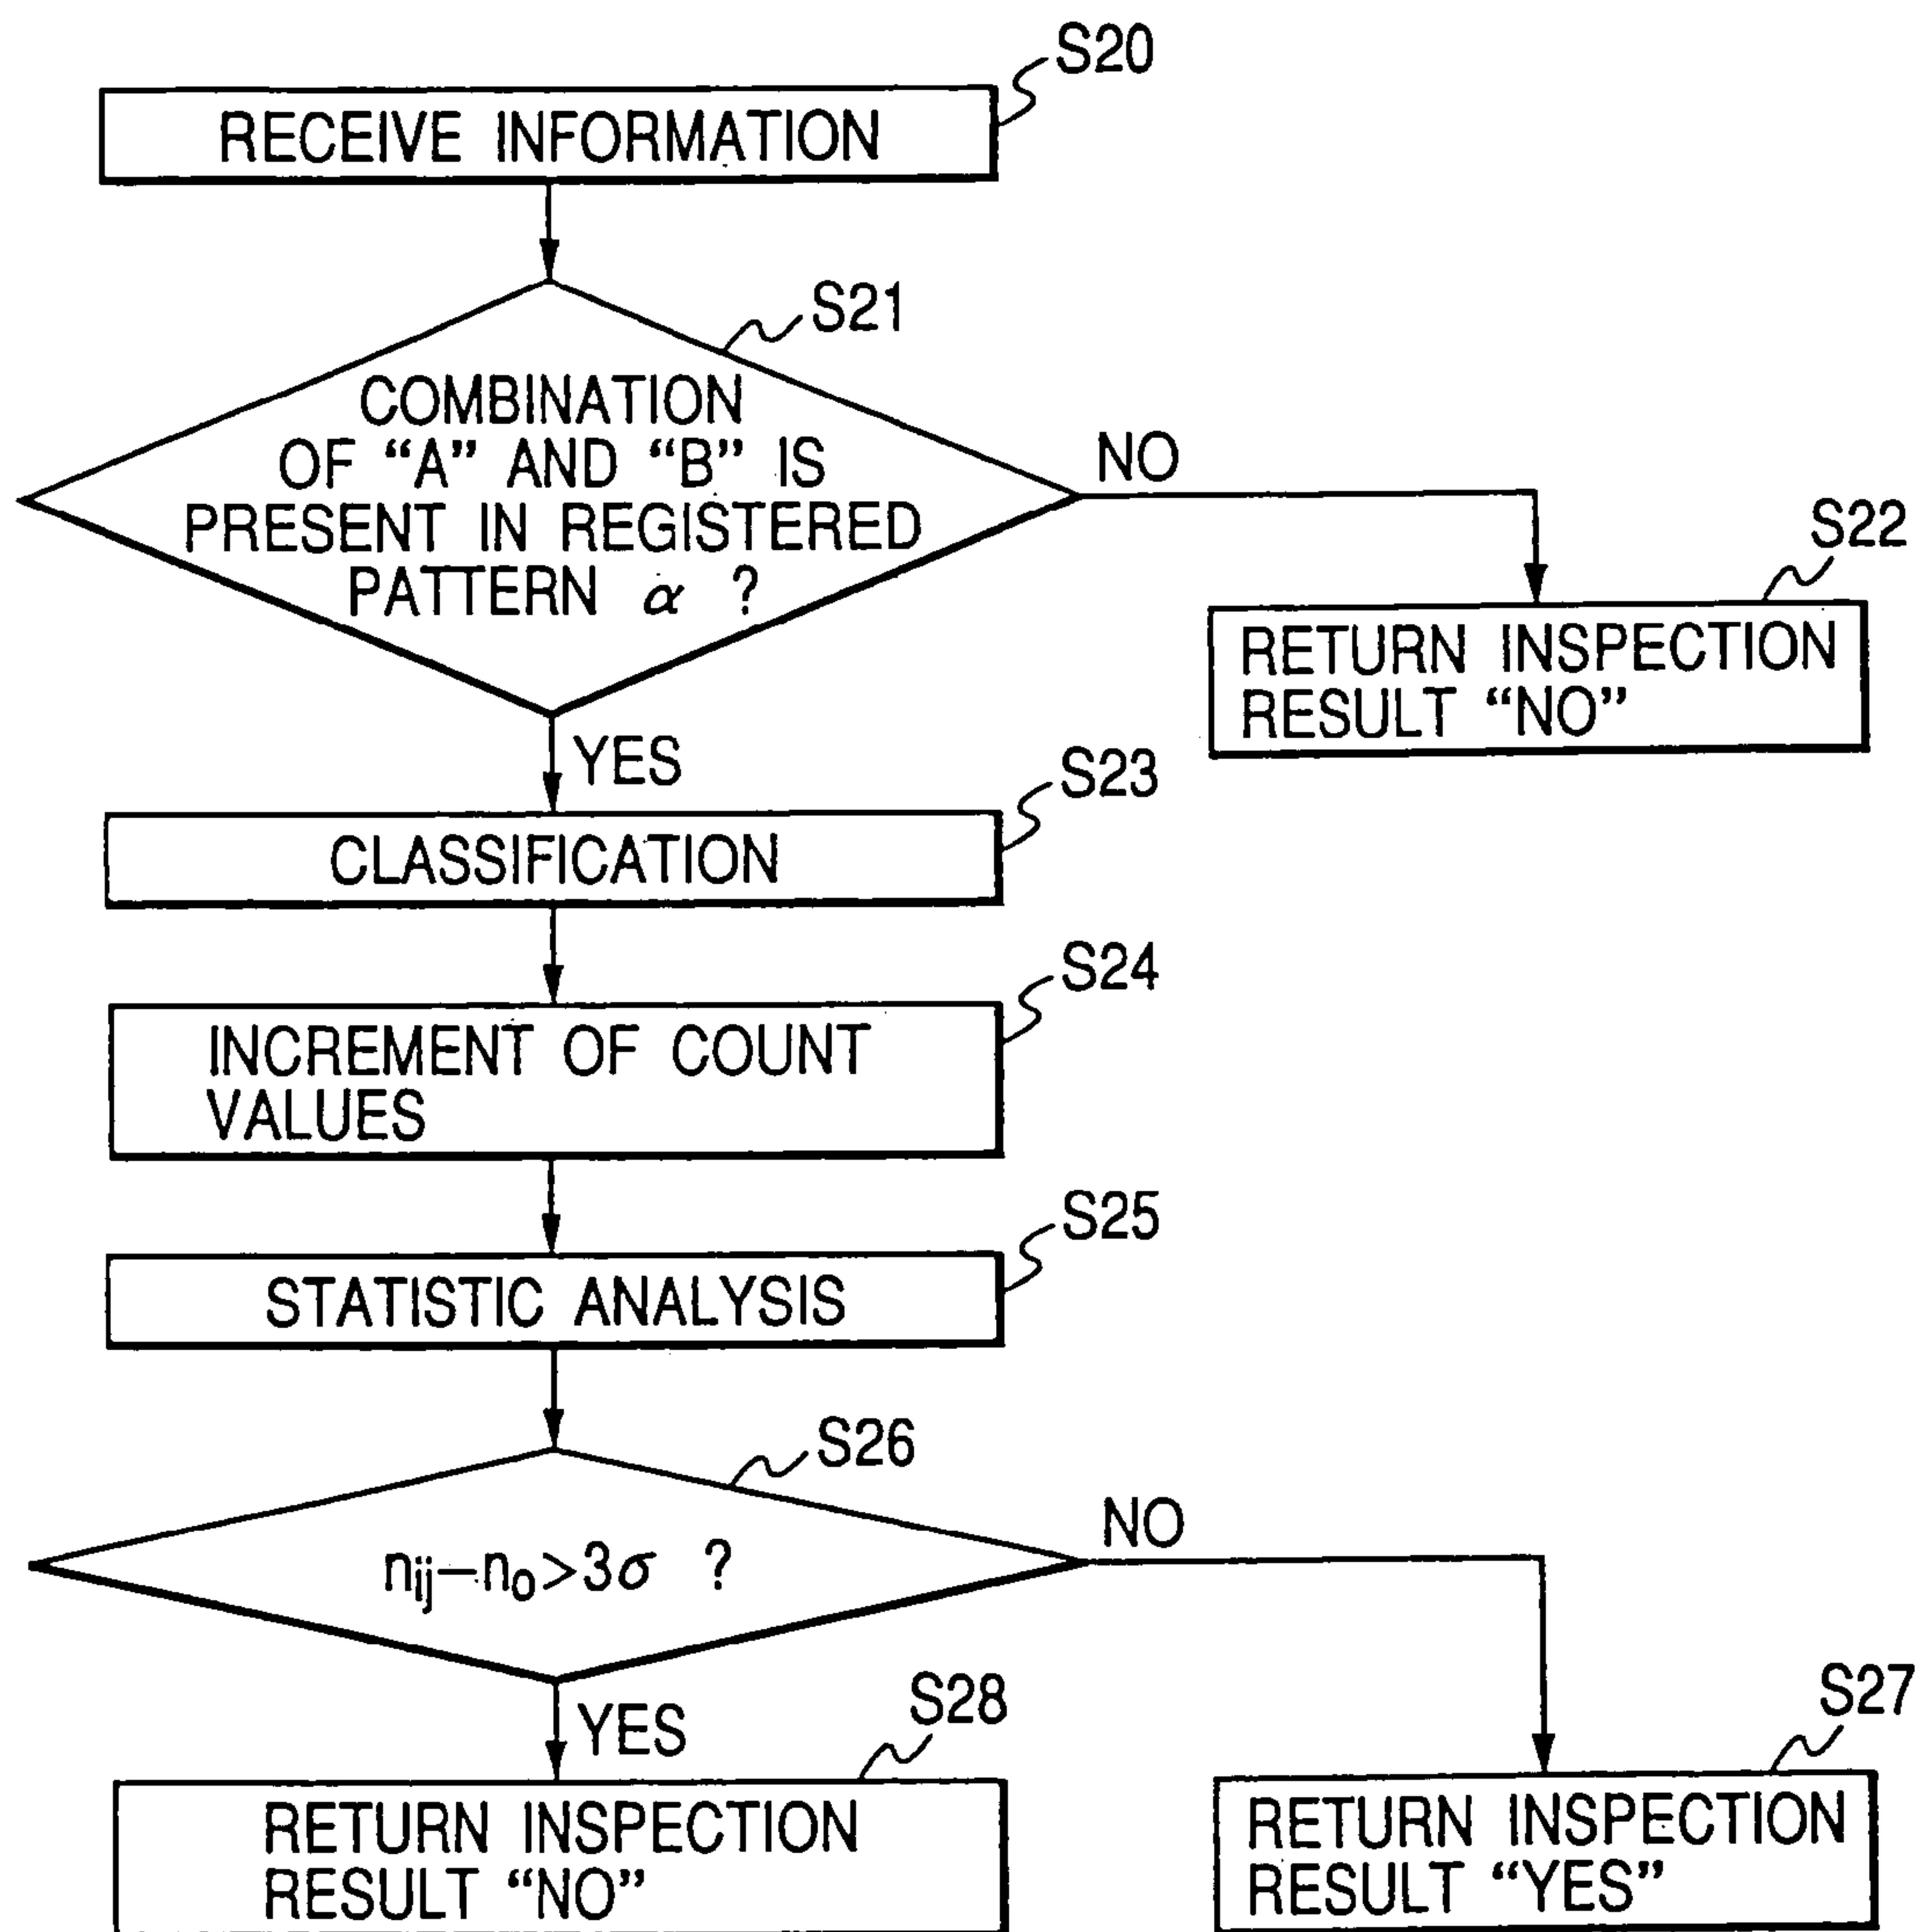 S20
RECEIVE INFORMATION
S21
COMBINATION
OF “A” AND “B” IS
PRESENT IN REGISTERED
PATTERN α ?
NO
S22
RETURN INSPECTION
RESULT “NO”
YES
S23
CLASSIFICATION
S24
INCREMENT OF COUNT
VALUES
S25
STATISTIC ANALYSIS
S26
nij−n0>3σ ?
NO
S27
RETURN INSPECTION
RESULT “YES”
YES
S28
RETURN INSPECTION
RESULT “NO”